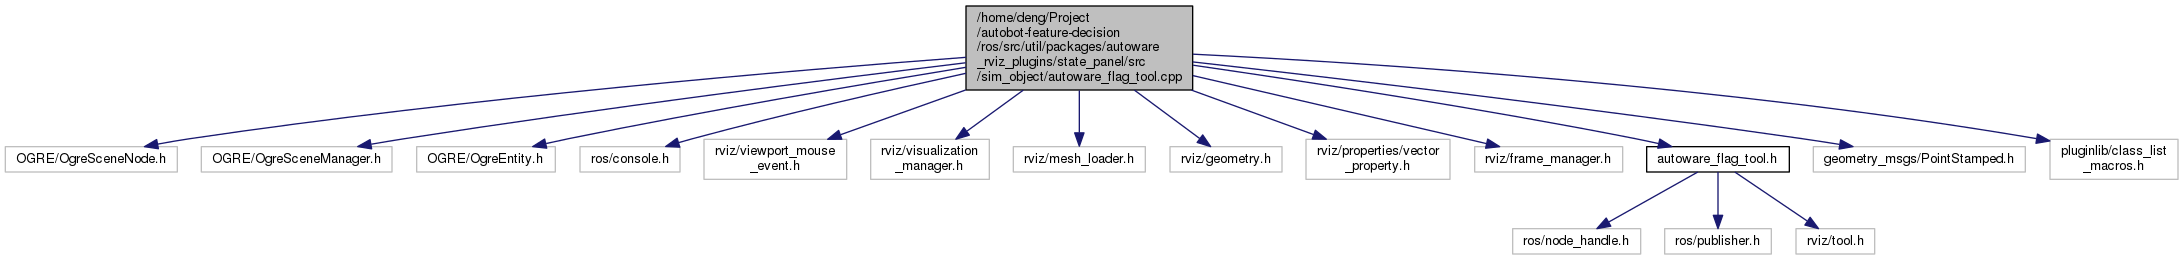 /home/deng/Project
/autobot-feature-decision
/ros/src/util/packages/autoware
_rviz_plugins/state_panel/src
/sim_object/autoware_flag_tool.cpp
OGRE/OgreSceneNode.h
OGRE/OgreSceneManager.h
OGRE/OgreEntity.h
ros/console.h
rviz/viewport_mouse
_event.h
rviz/visualization
_manager.h
rviz/mesh_loader.h
rviz/geometry.h
rviz/properties/vector
_property.h
rviz/frame_manager.h
autoware_flag_tool.h
geometry_msgs/PointStamped.h
pluginlib/class_list
_macros.h
ros/node_handle.h
ros/publisher.h
rviz/tool.h